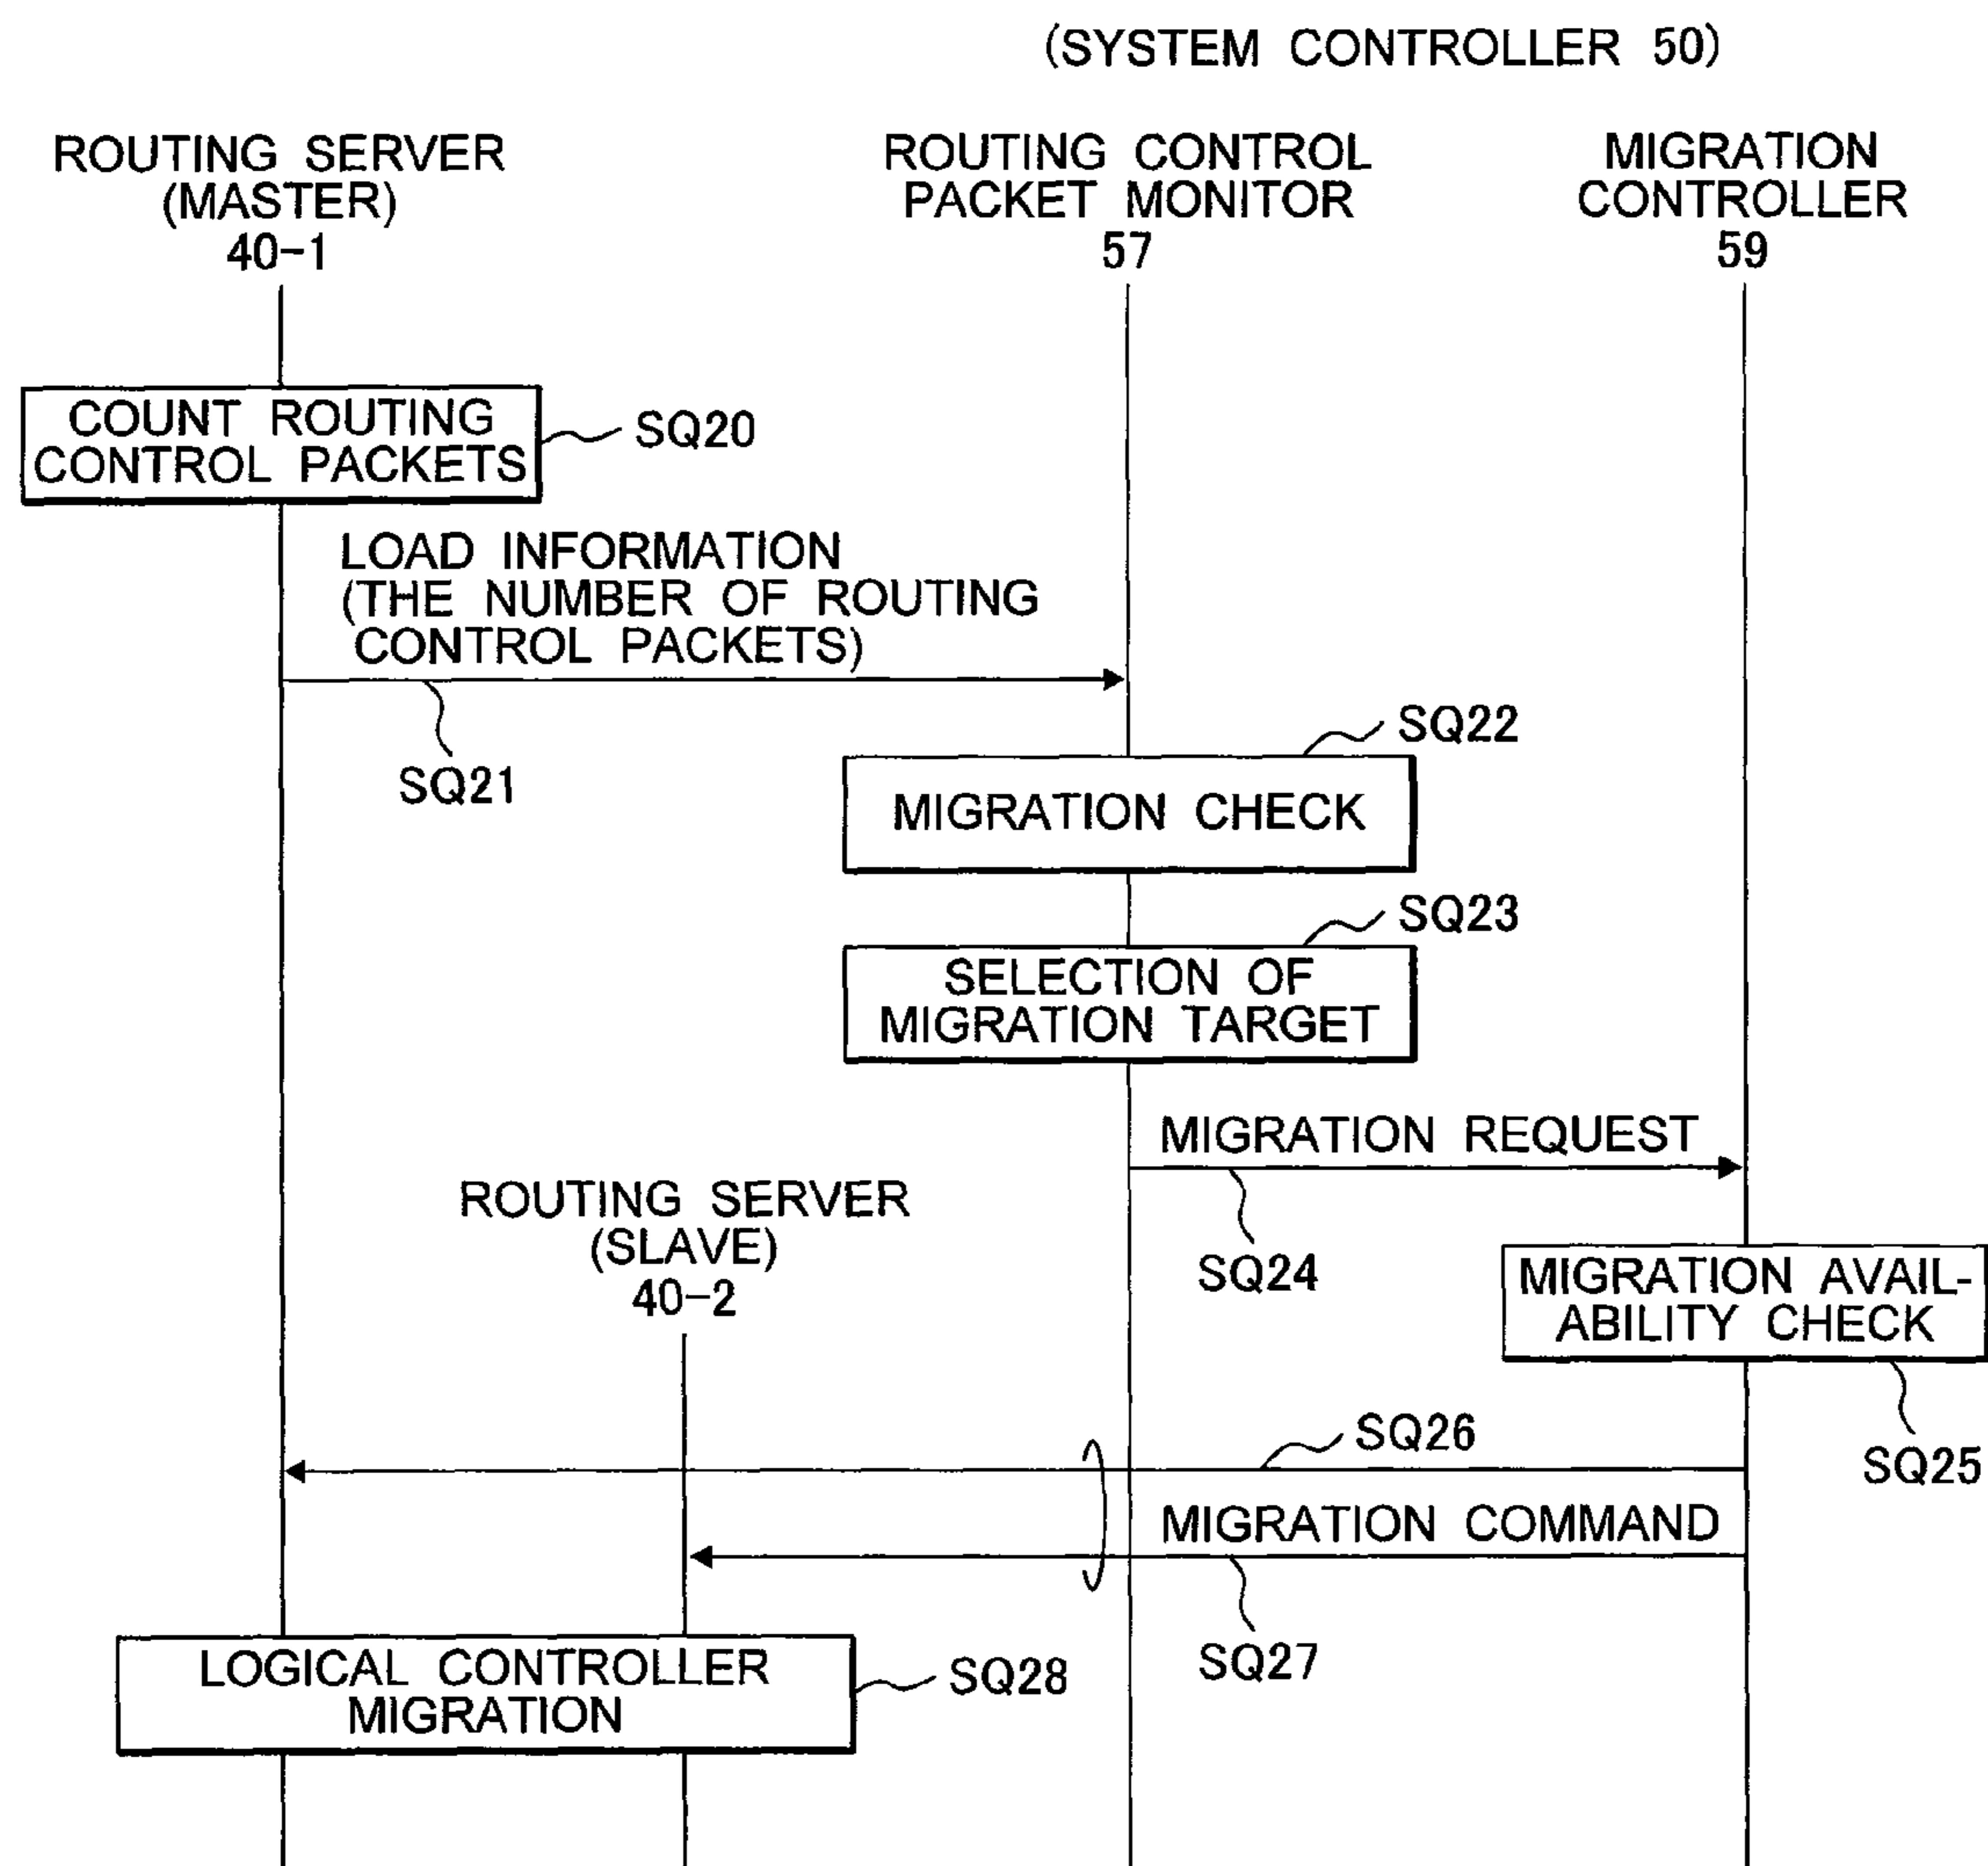 (SYSTEM CONTROLLER 50)
ROUTING SERVER
(MASTER)
40-1
ROUTING CONTROL
PACKET MONITOR
57
MIGRATION
CONTROLLER
59
COUNT ROUTING
CONTROL PACKETS
SQ20
LOAD INFORMATION
(THE NUMBER OF ROUTING
CONTROL PACKETS)
SQ21
SQ22
MIGRATION CHECK
SQ23
SELECTION OF
MIGRATION TARGET
MIGRATION REQUEST
SQ24
ROUTING SERVER
(SLAVE)
40-2
MIGRATION AVAIL-
ABILITY CHECK
SQ25
SQ26
MIGRATION COMMAND
SQ27
LOGICAL CONTROLLER
MIGRATION
SQ28